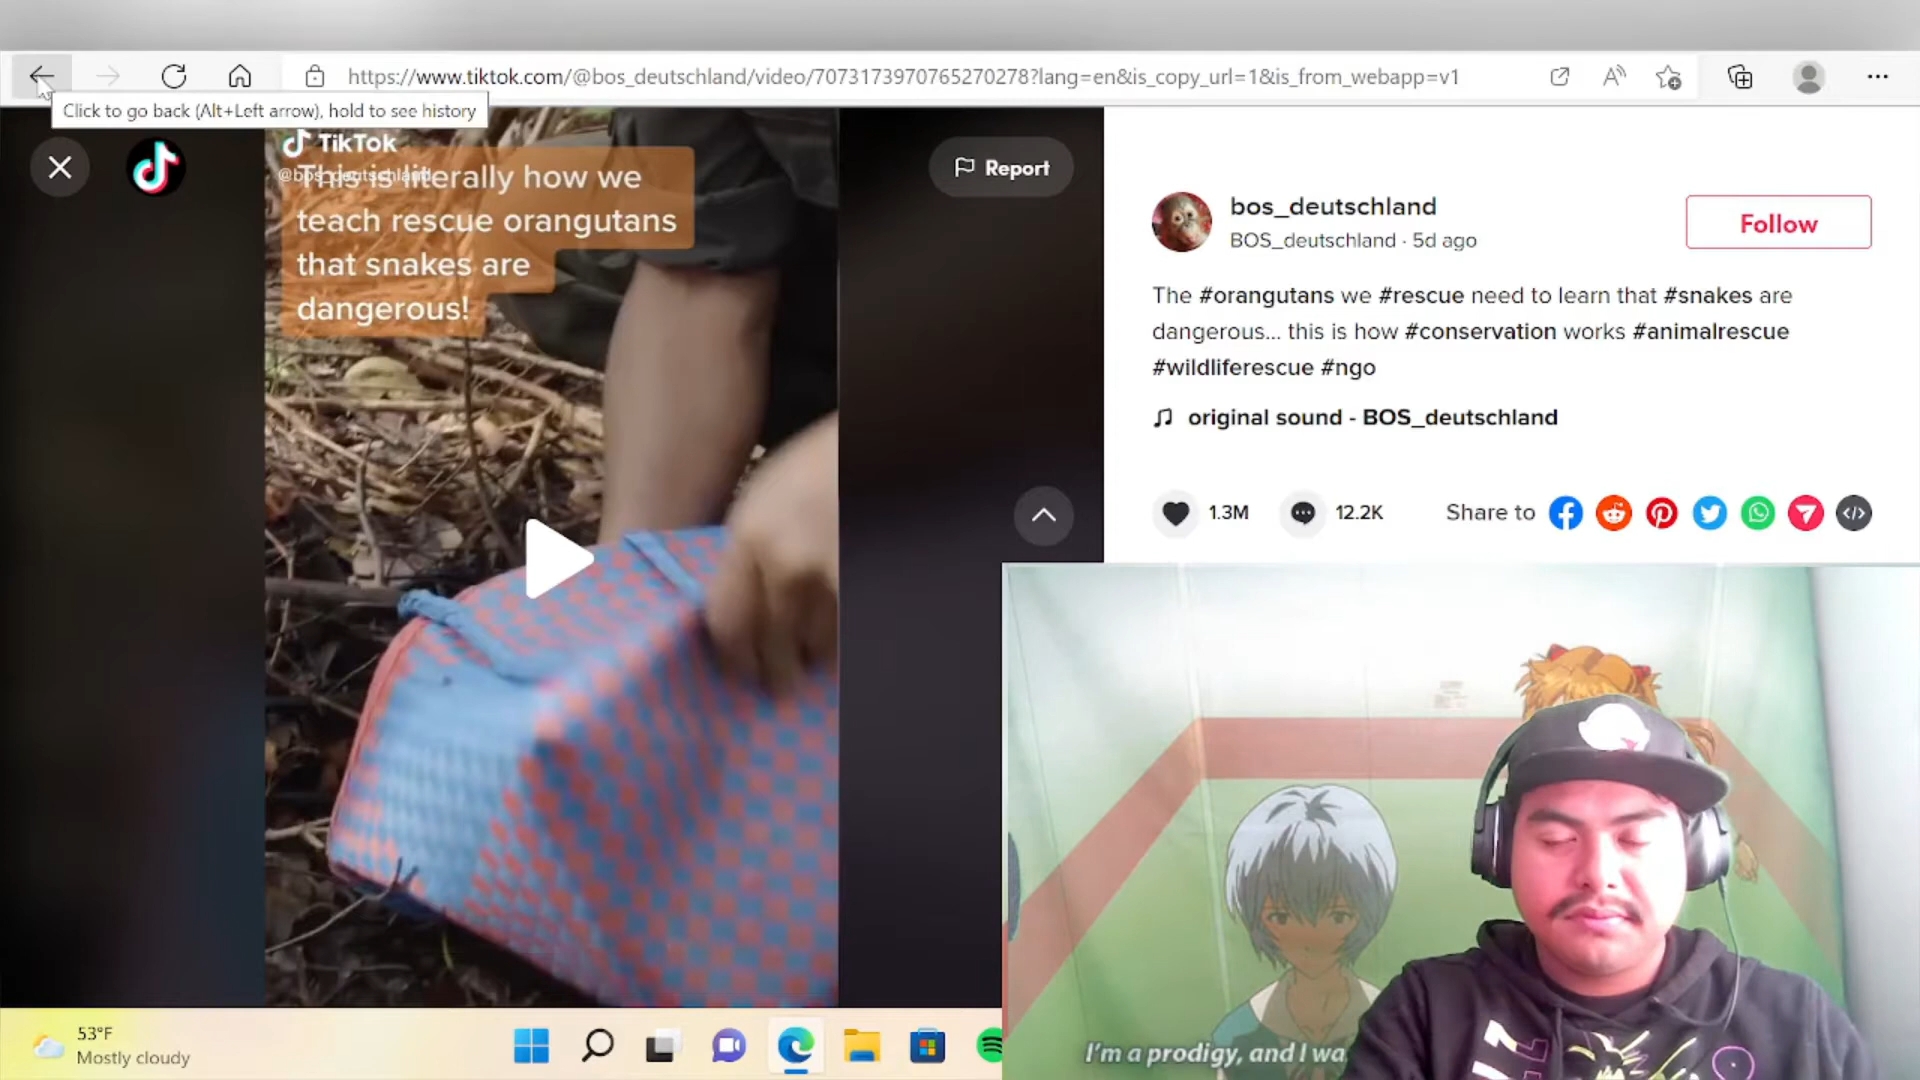 https://www.tiktok.com/@bos_deutschland/video/7073173970765270278?lang=en&is_copy_url=1&is_from_webapp=v1
Click to go back (Alt+Left arrow), hold to see history
TikTok
@bos_deutschland
This is literally how we
teach rescue orangutans
that snakes are
dangerous!
Report
bos_deutschland
BOS_deutschland · 5d ago
Follow
The #orangutans we #rescue need to learn that #snakes are
dangerous... this is how #conservation works #animalrescue
#wildliferescue #ngo
original sound - BOS_deutschland
1.3M
12.2K
Share to
I'm a prodigy, and I wa
53°F
Mostly cloudy